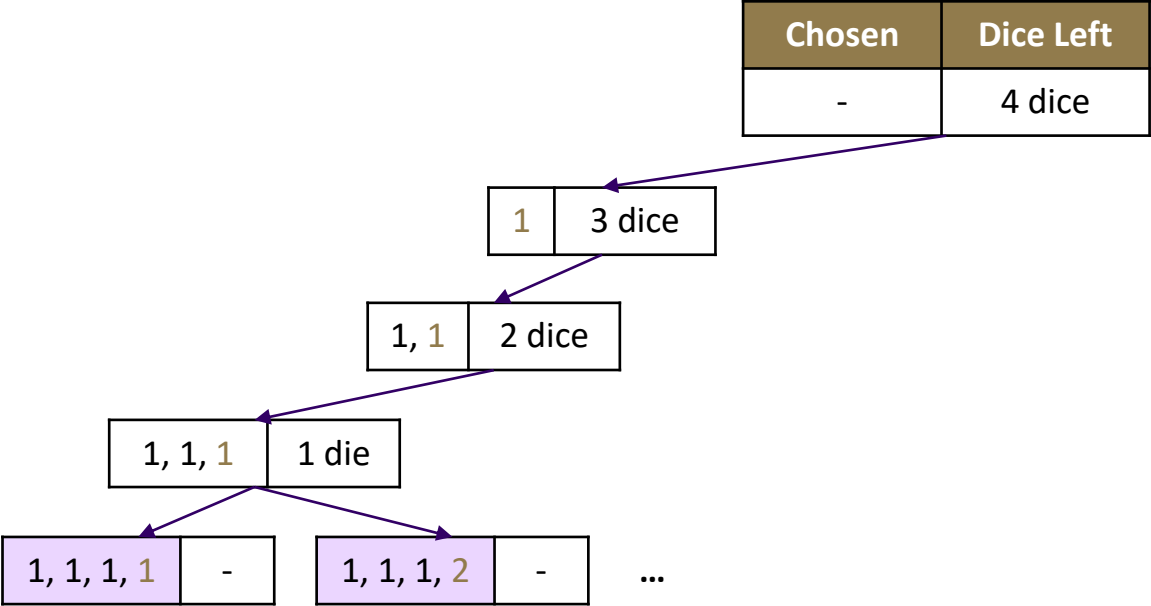 Chosen Dice Left
- 4 dice
1 3 dice
1, 1 2 dice
1, 1, 1 1 die
1, 1, 1, 1 - 1, 1, 1, 2 - ...